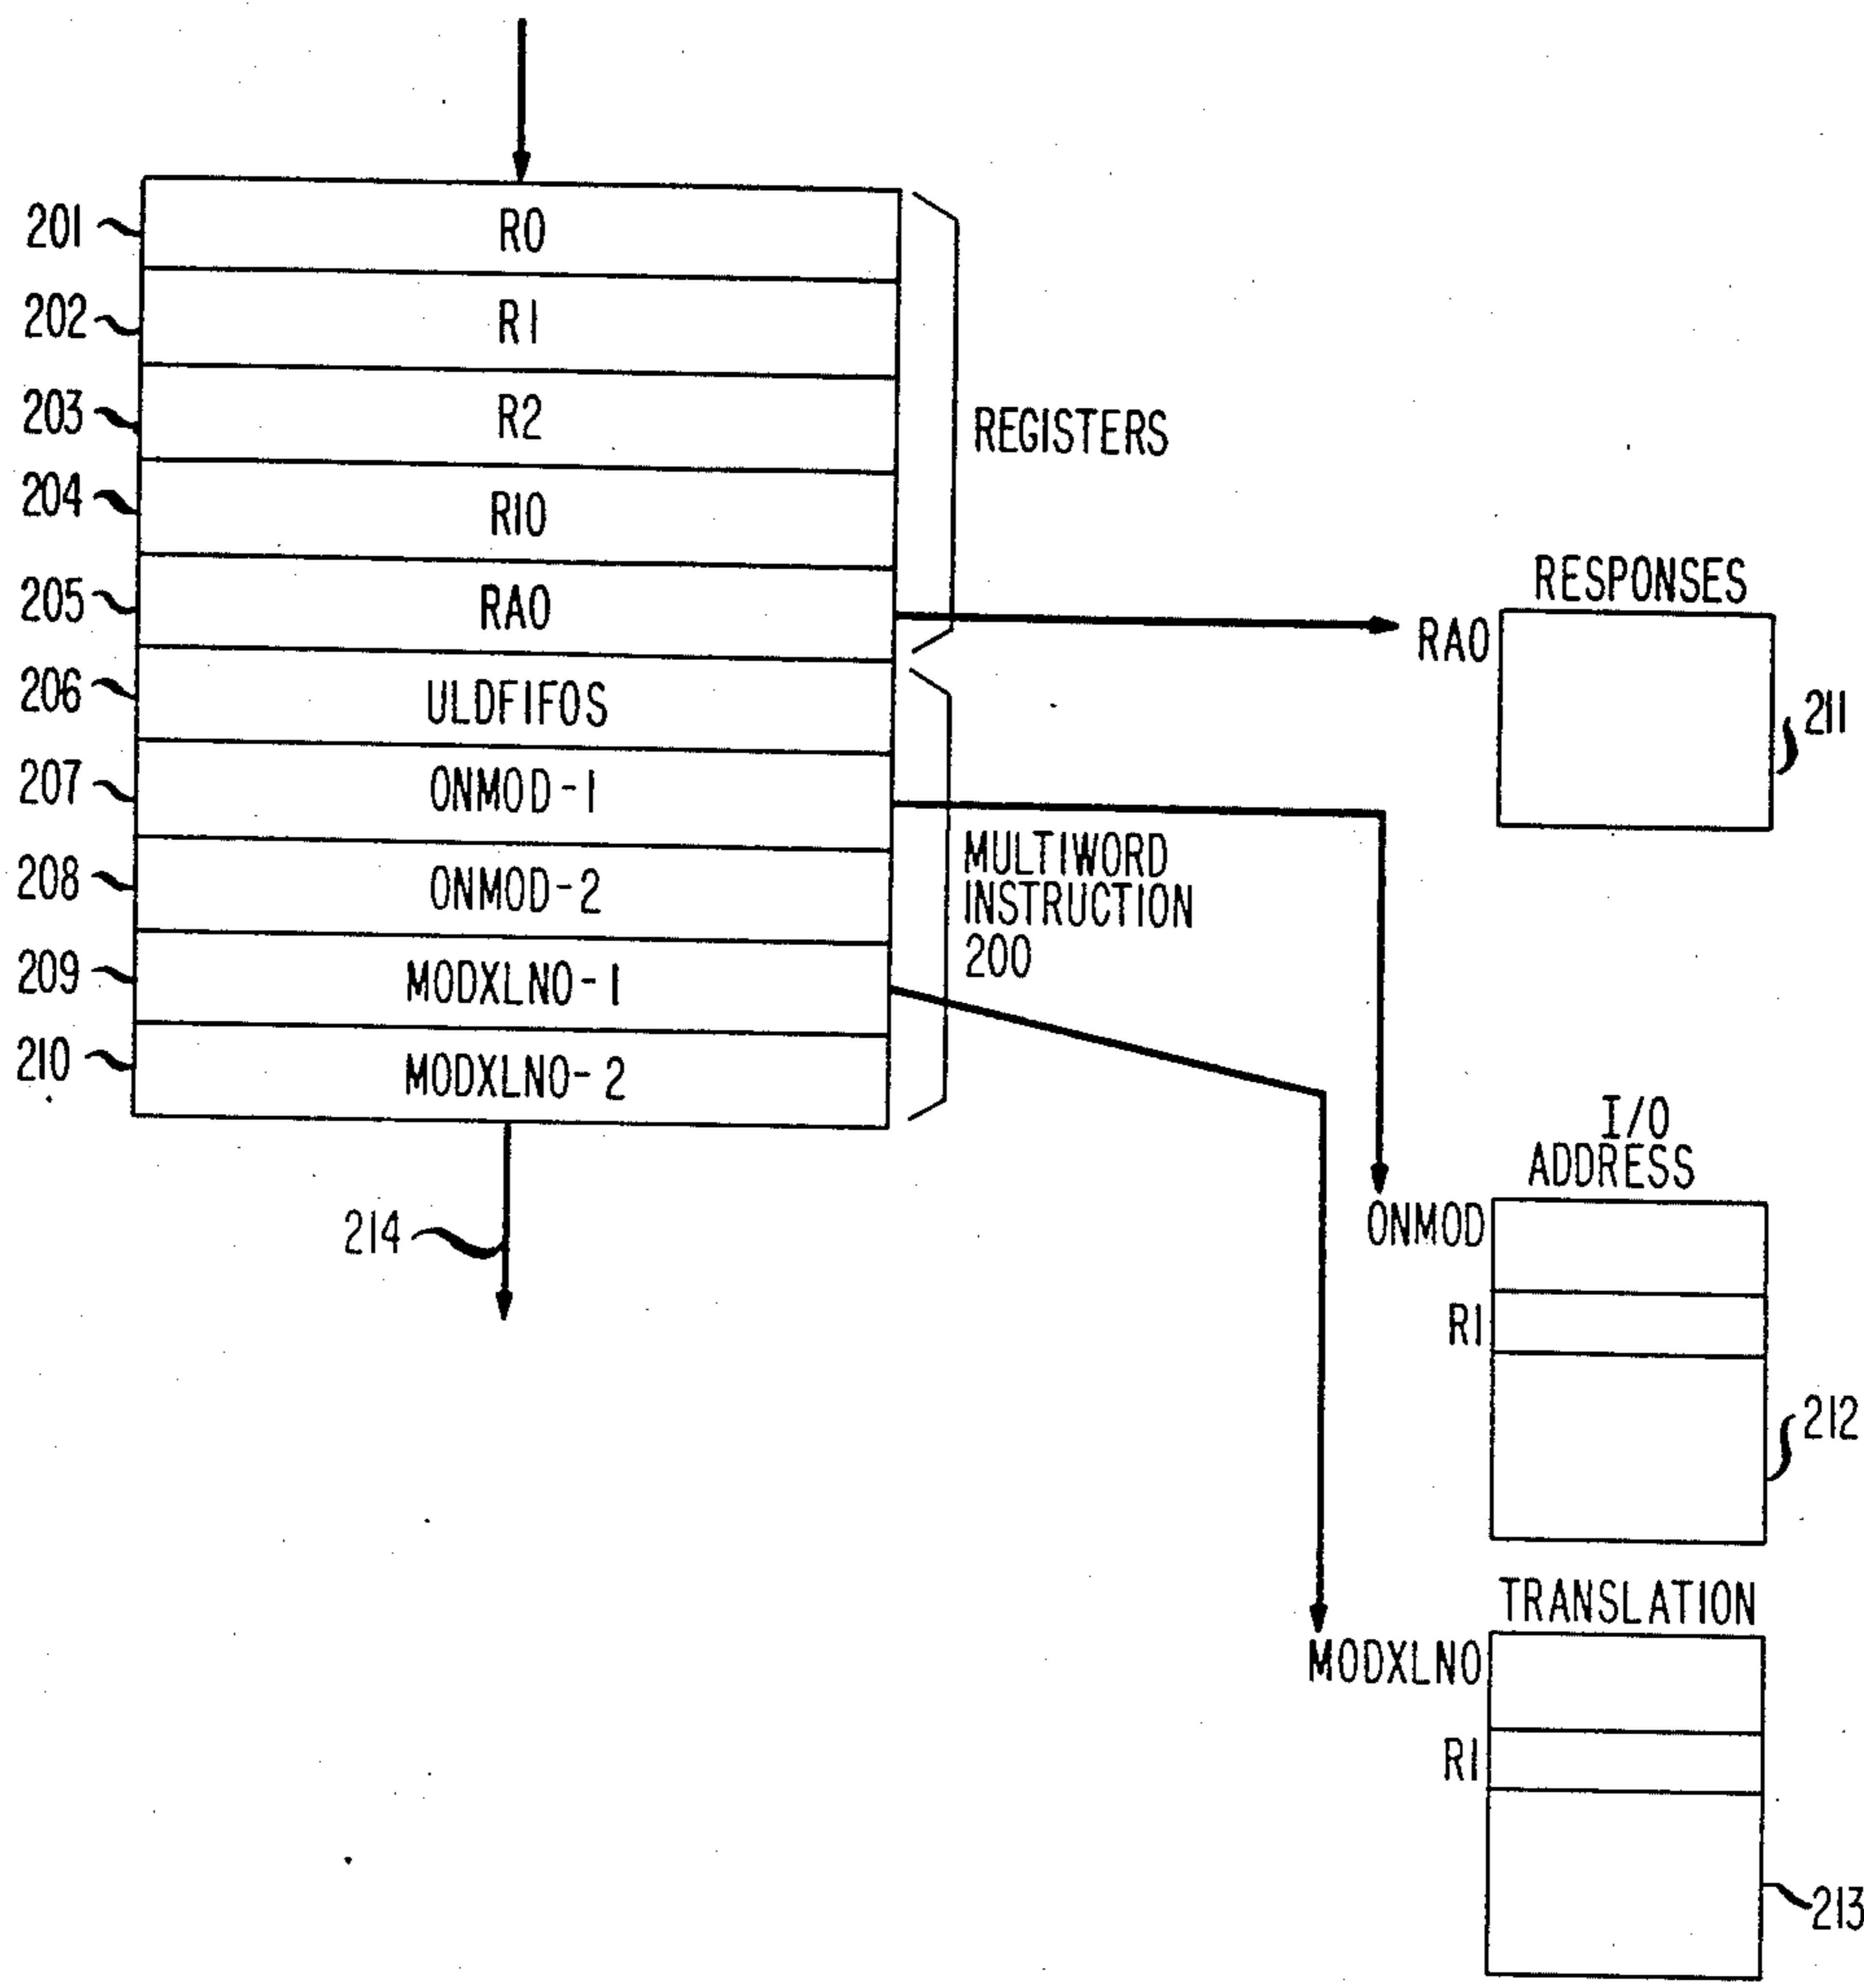 201
R0
202
R1
203
R2
REGISTERS
204
R10
205
RA0
RESPONSES
RA0
206
ULDFIFOS
211
207
ONMOD-1
MULTIWORD
INSTRUCTION
200
208
ONMOD-2
209
MODXLNO-1
210
MODXLNO-2
I/O
ADDRESS
214
ONMOD
R1
212
TRANSLATION
MODXLNO
R1
213